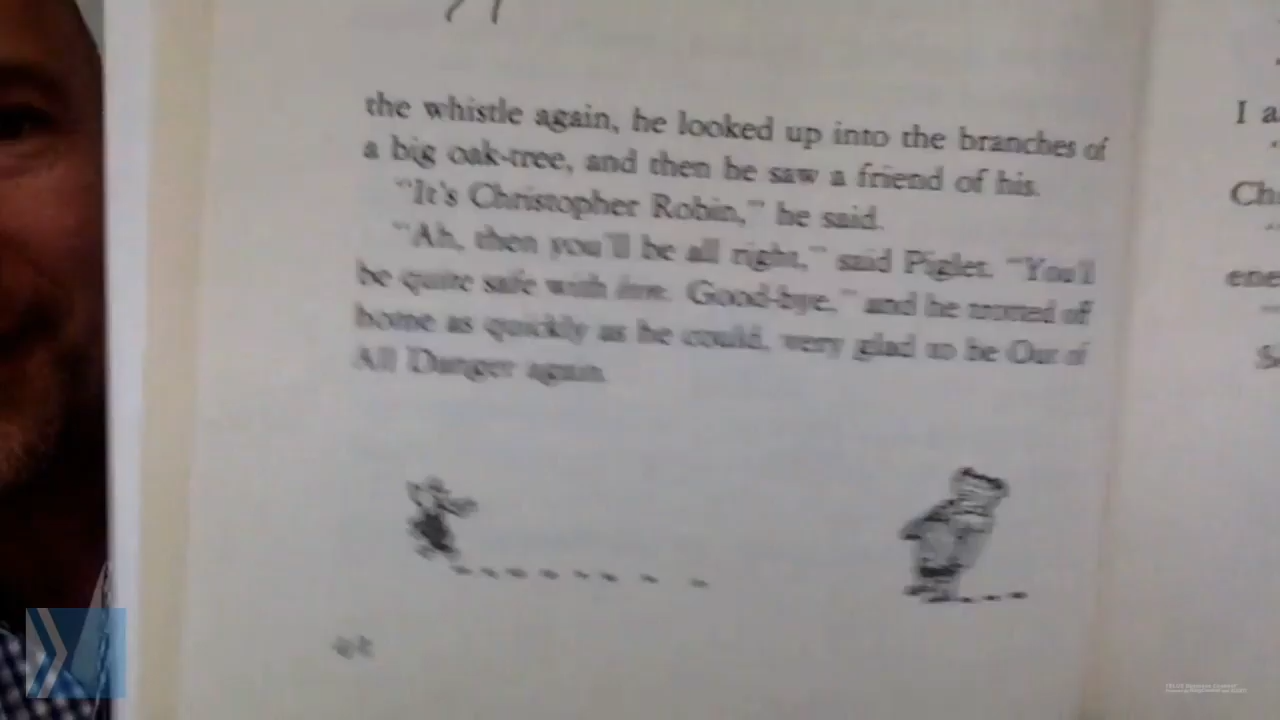 the whistle again, he looked up into the branches of
a big oak-tree, and then he saw a friend of his.
"It's Christopher Robin," he said.
"Ah, then you'll be all right," said Piglet. "You'll
be quite safe with him. Good-bye," and he trotted off
home as quickly as he could, very glad to be Out of
All Danger again.
I a
Ch
ene
S